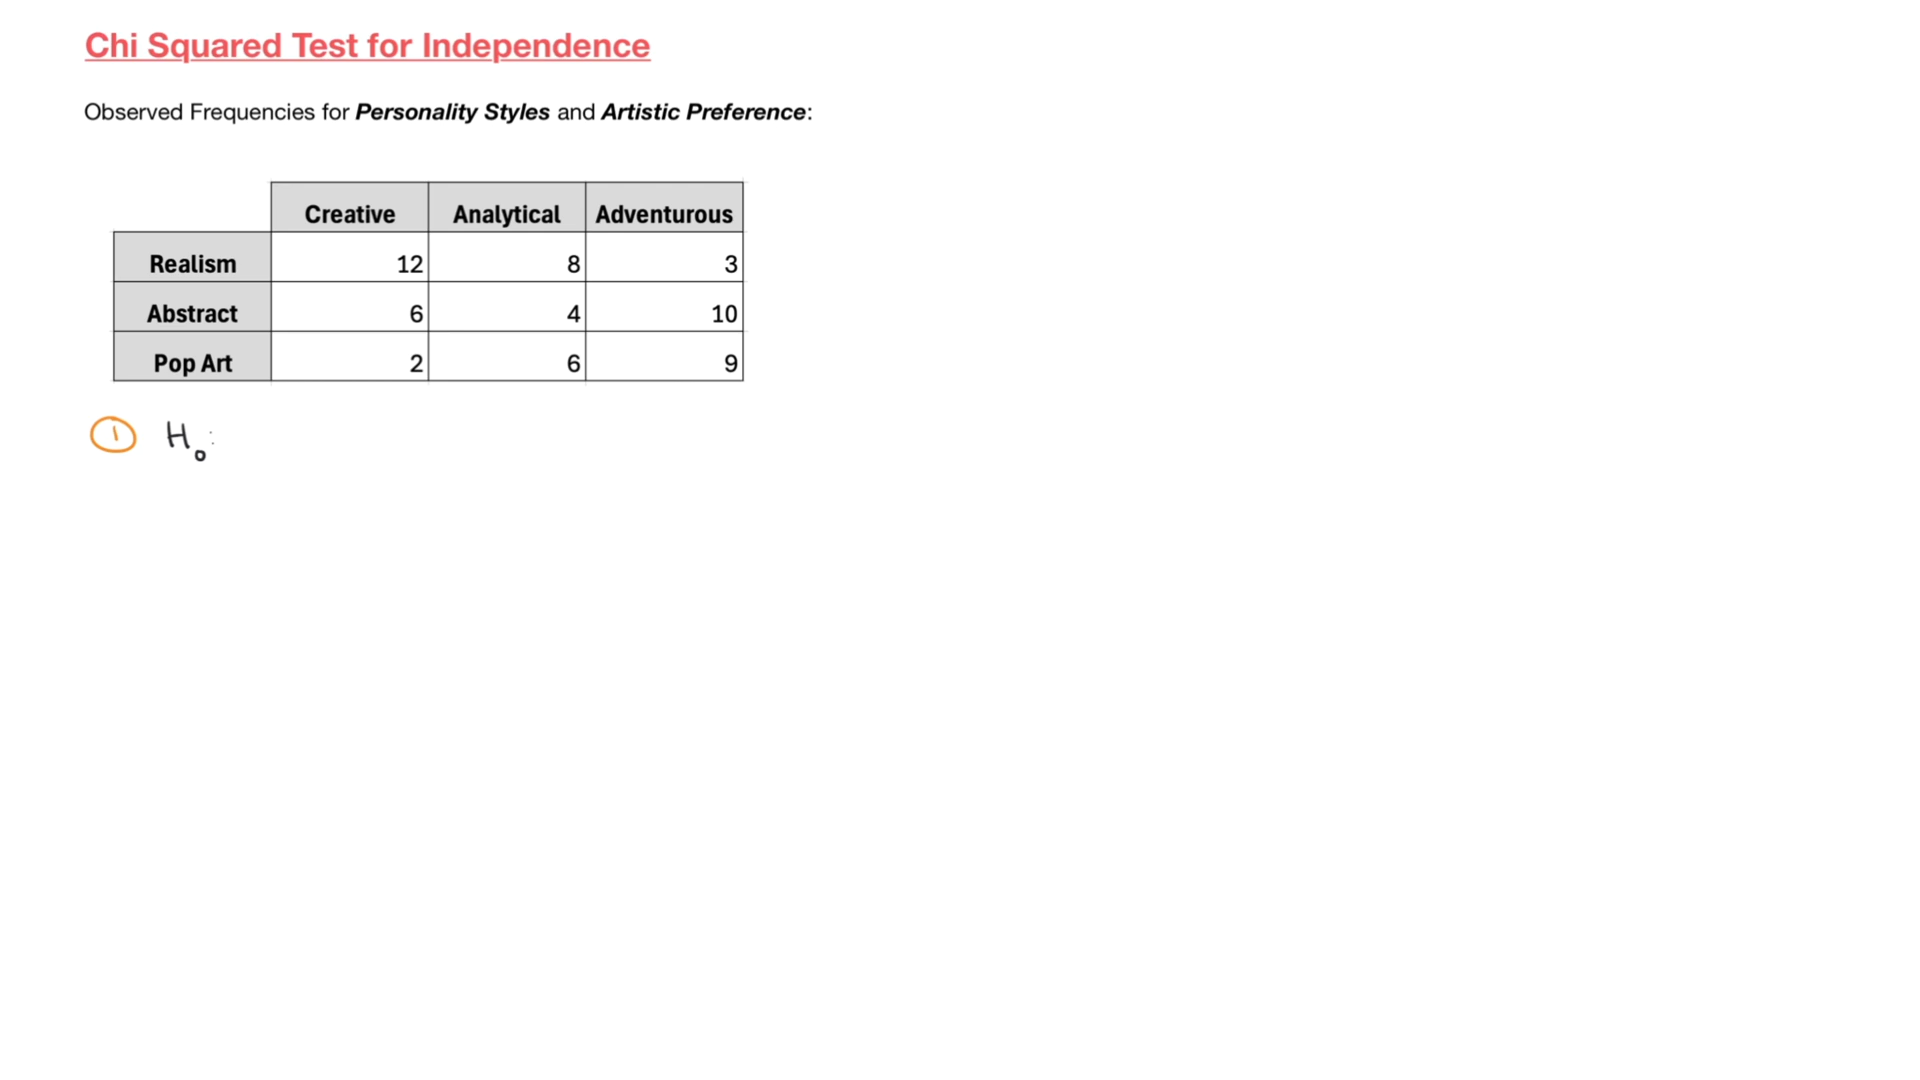 Chi Squared Test for Independence
Observed Frequencies for Personality Styles and Artistic Preference:
Creative Analytical Adventurous
Realism 12 8 3
Abstract 6 4 10
Pop Art 2 6 9
1 H₀: